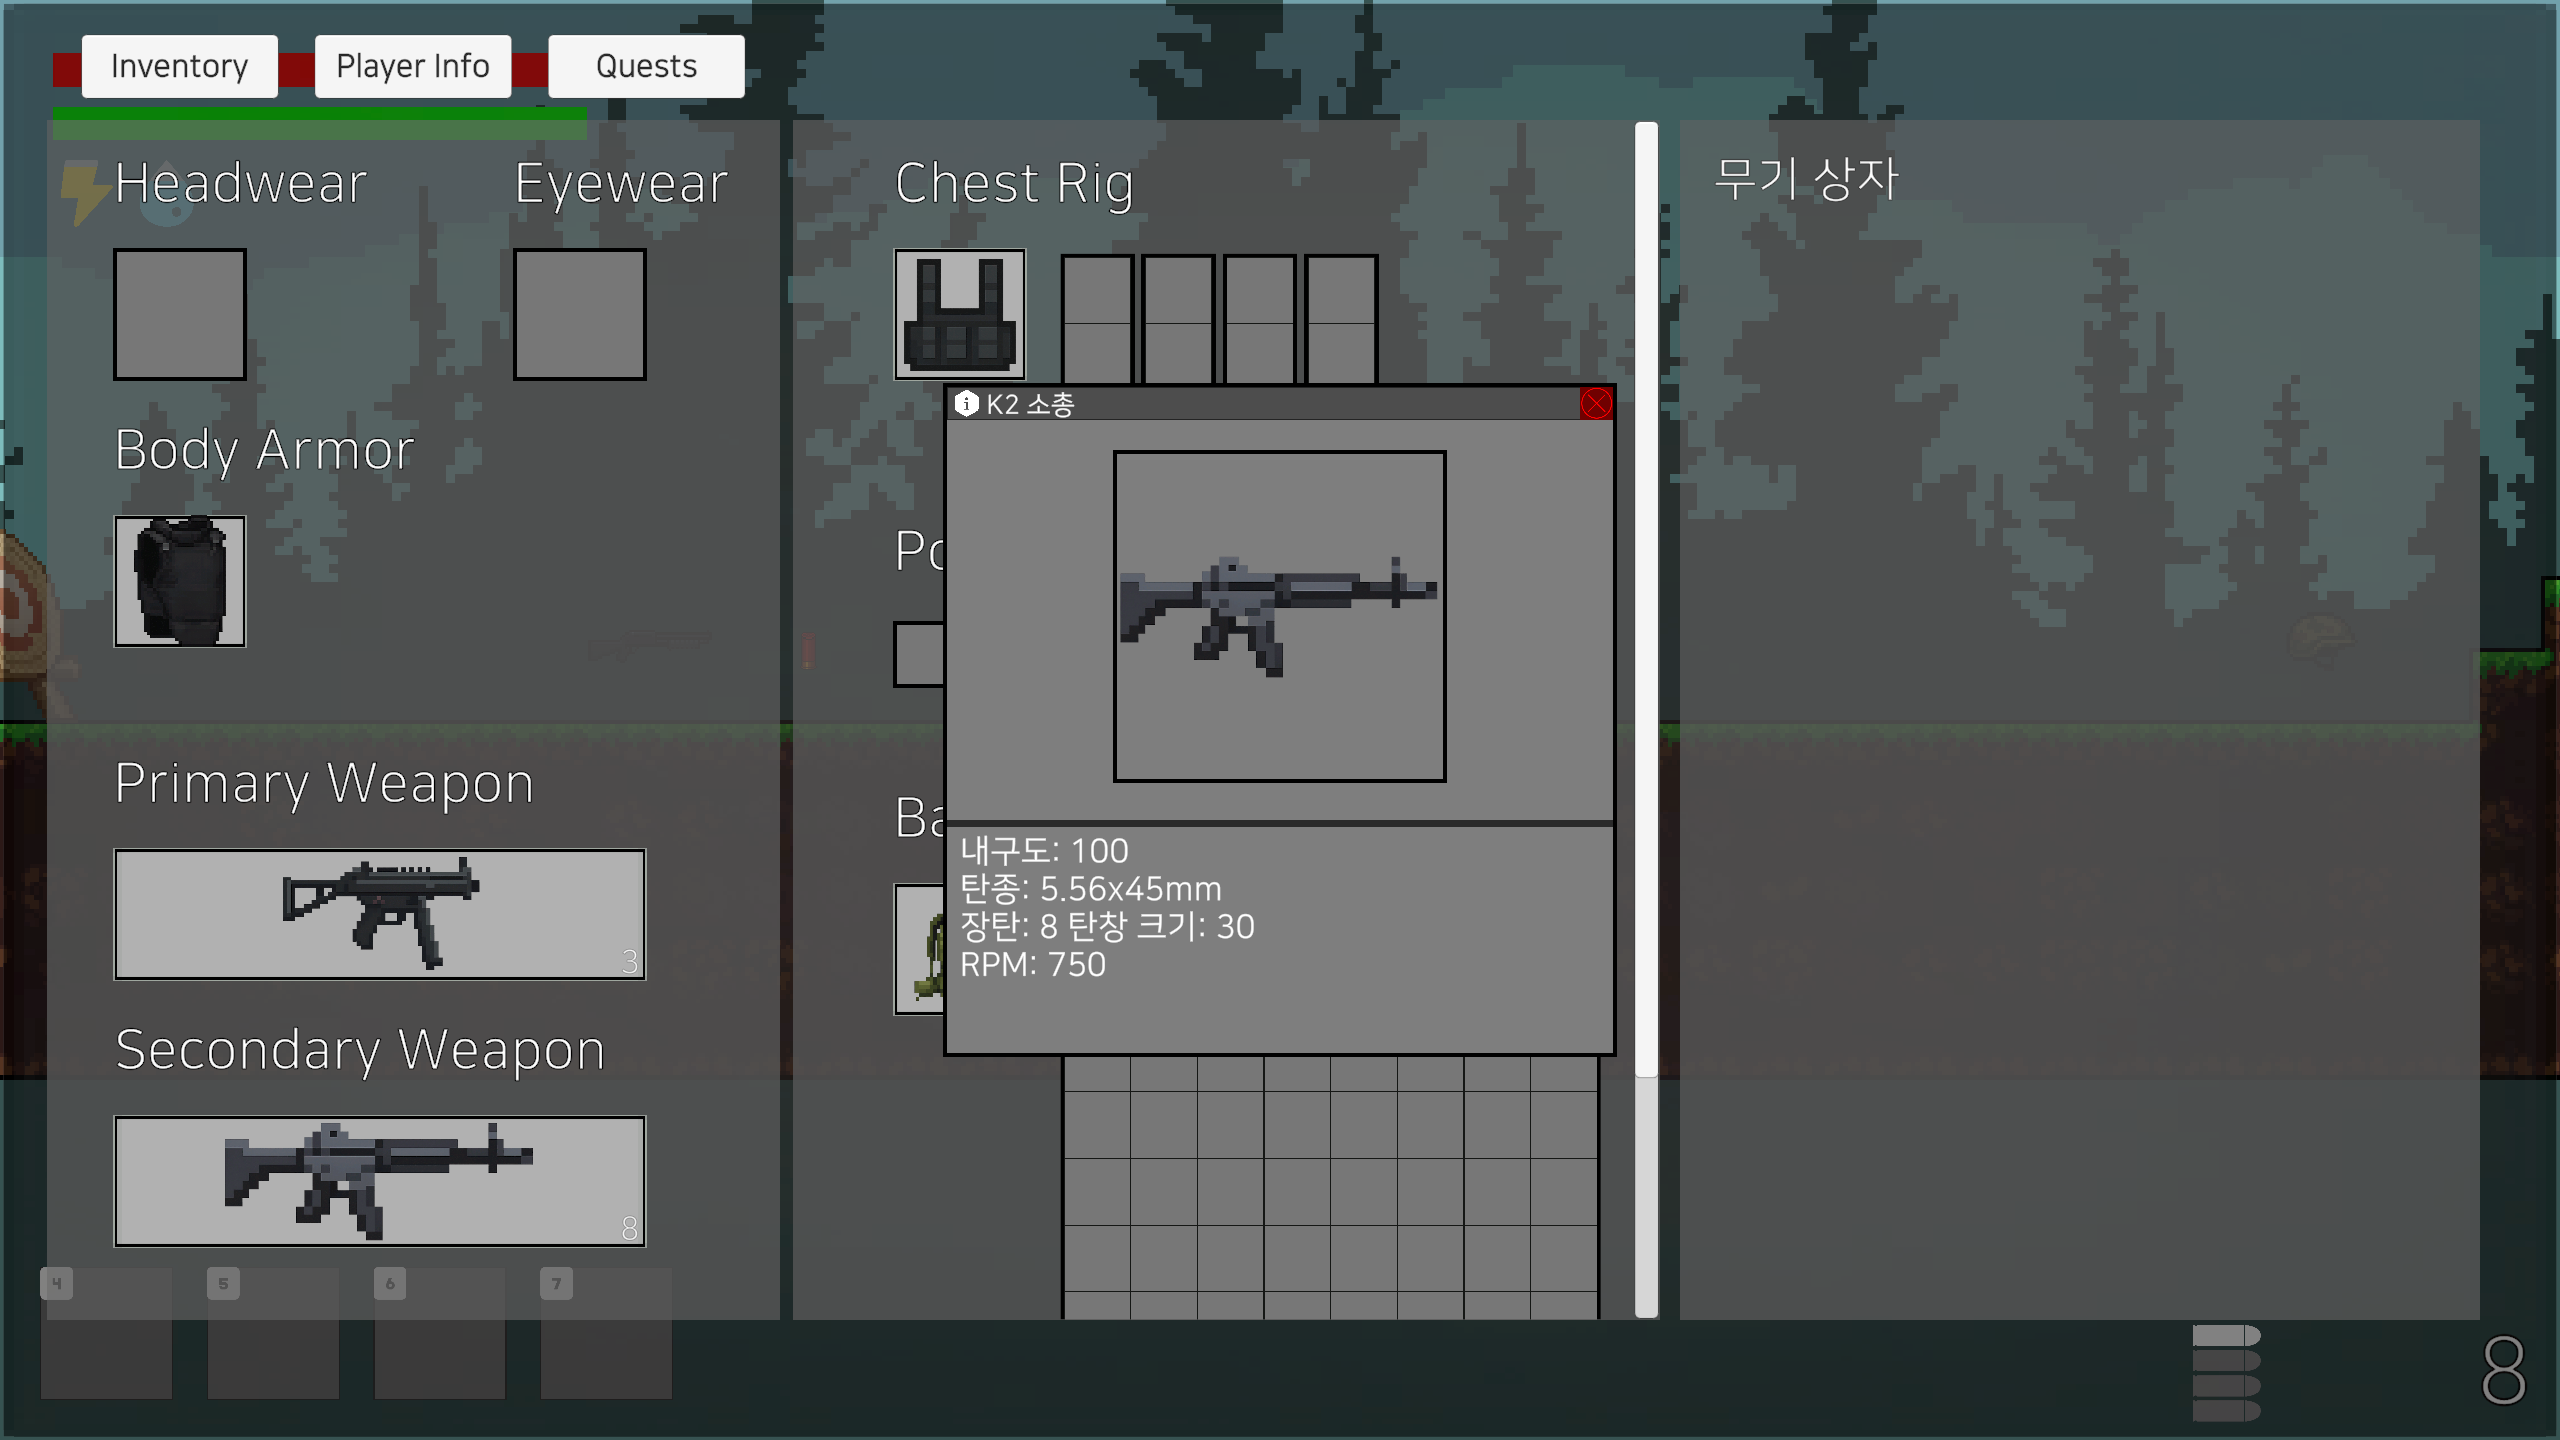 Inventory
Player Info
Quests
Headwear
Eyewear
Chest Rig
무기 상자
K2 소총
Body Armor
Po
Primary Weapon
Ba
내구도: 100
탄종: 5.56x45mm
장탄: 8 탄창 크기: 30
RPM: 750
3
Secondary Weapon
8
4
5
6
7
8